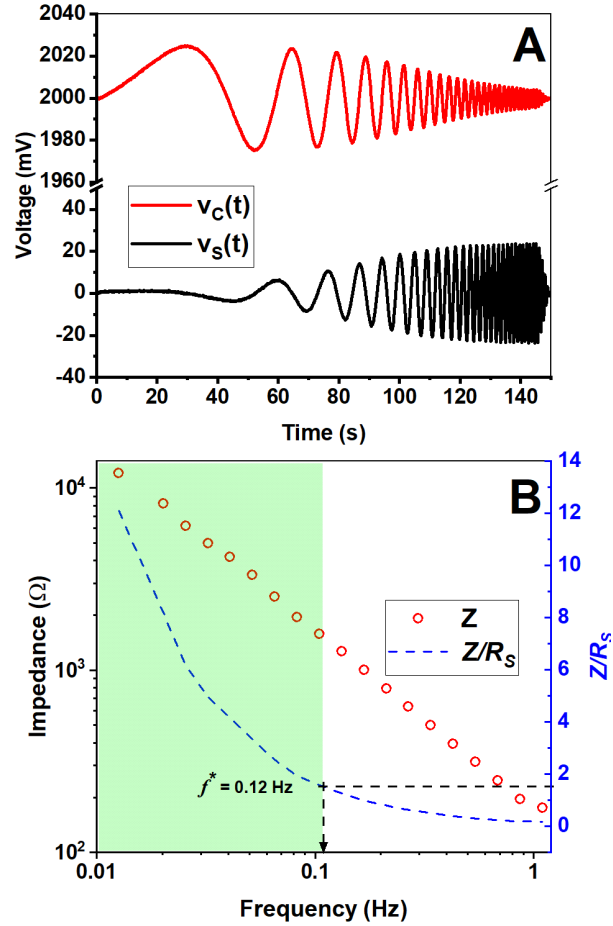 A
2040
2020
2000
1980
1960
40
20
0
-20
-40
Voltage (mV)
v_C(t)
v_S(t)
0 20 40 60 80 100 120 140
Time (s)
B
10^4
10^3
10^2
Impedance (Ω)
14
12
10
8
6
4
2
0
Z/R_S
Z
Z/R_S
f^* = 0.12 Hz
0.01 0.1 1
Frequency (Hz)